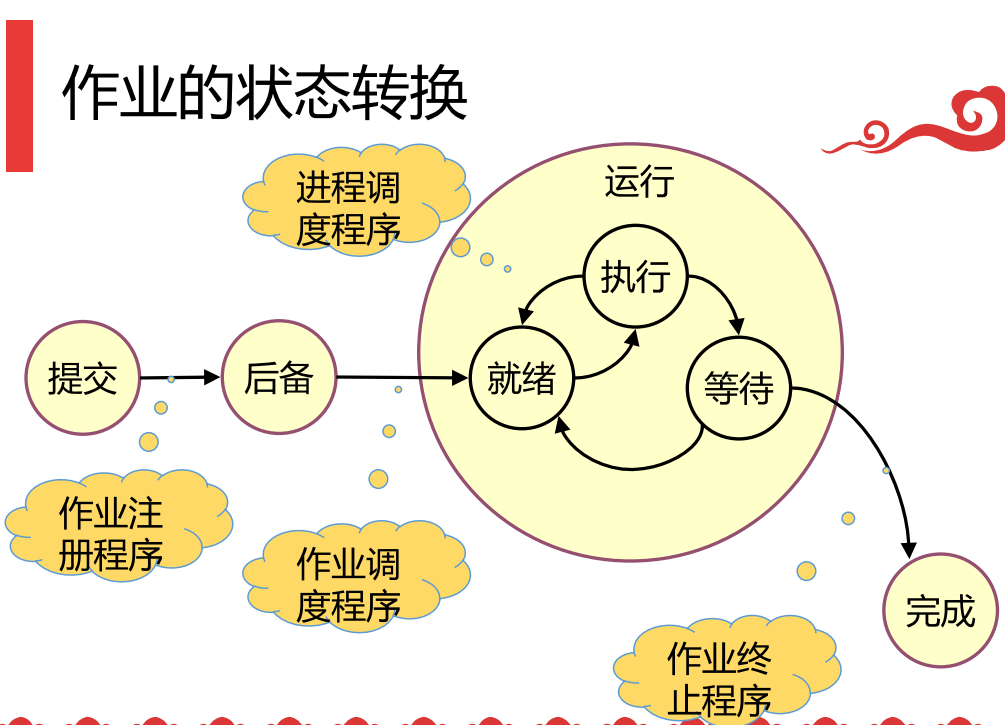 作业的状态转换
进程调
度程序
运行
执行
提交
后备
就绪
等待
作业注
册程序
作业调
度程序
完成
作业终
止程序